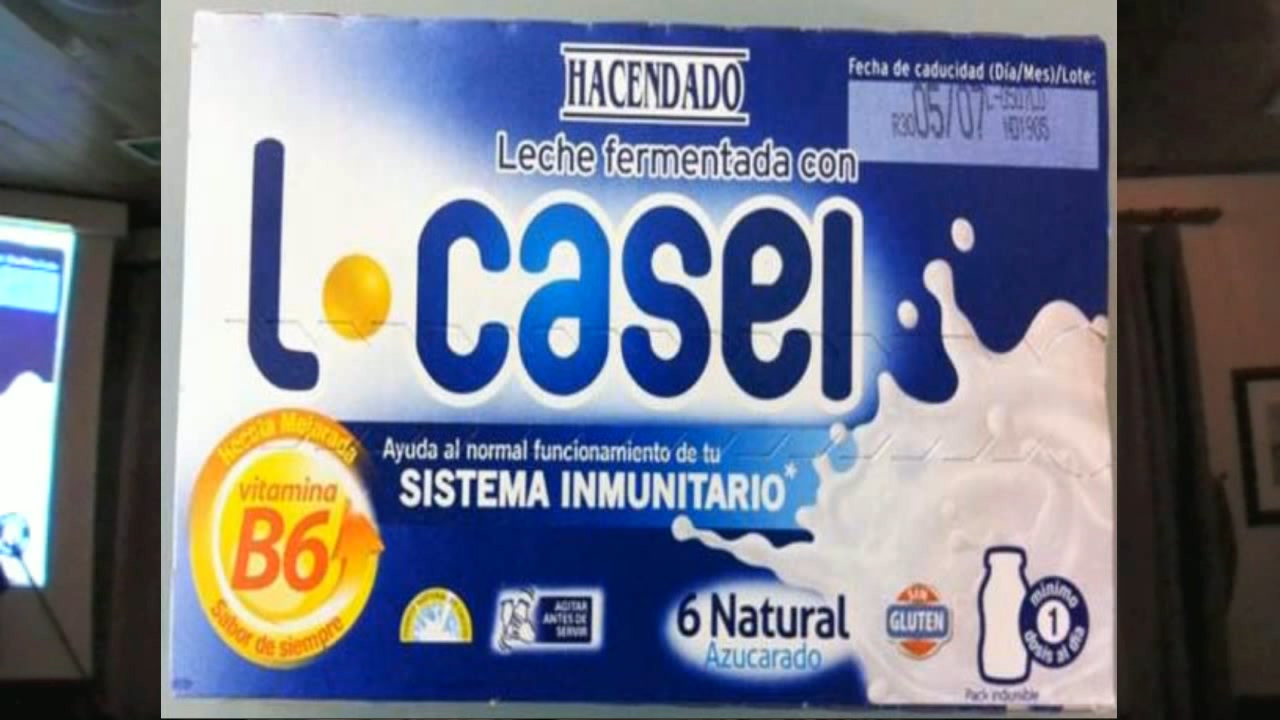 HACENDADO
Fecha de caducidad (Día/Mes)/Lote:
R30 05/07
Leche fermentada con
L·casei
Receta Mejorada
vitamina
B6
Sabor de siempre
Ayuda al normal funcionamiento de tu
SISTEMA INMUNITARIO*
AGITAR
ANTES DE
SERVIR
6 Natural
Azucarado
SIN
GLUTEN
mínimo
1
dosis al día
Pack indivisible